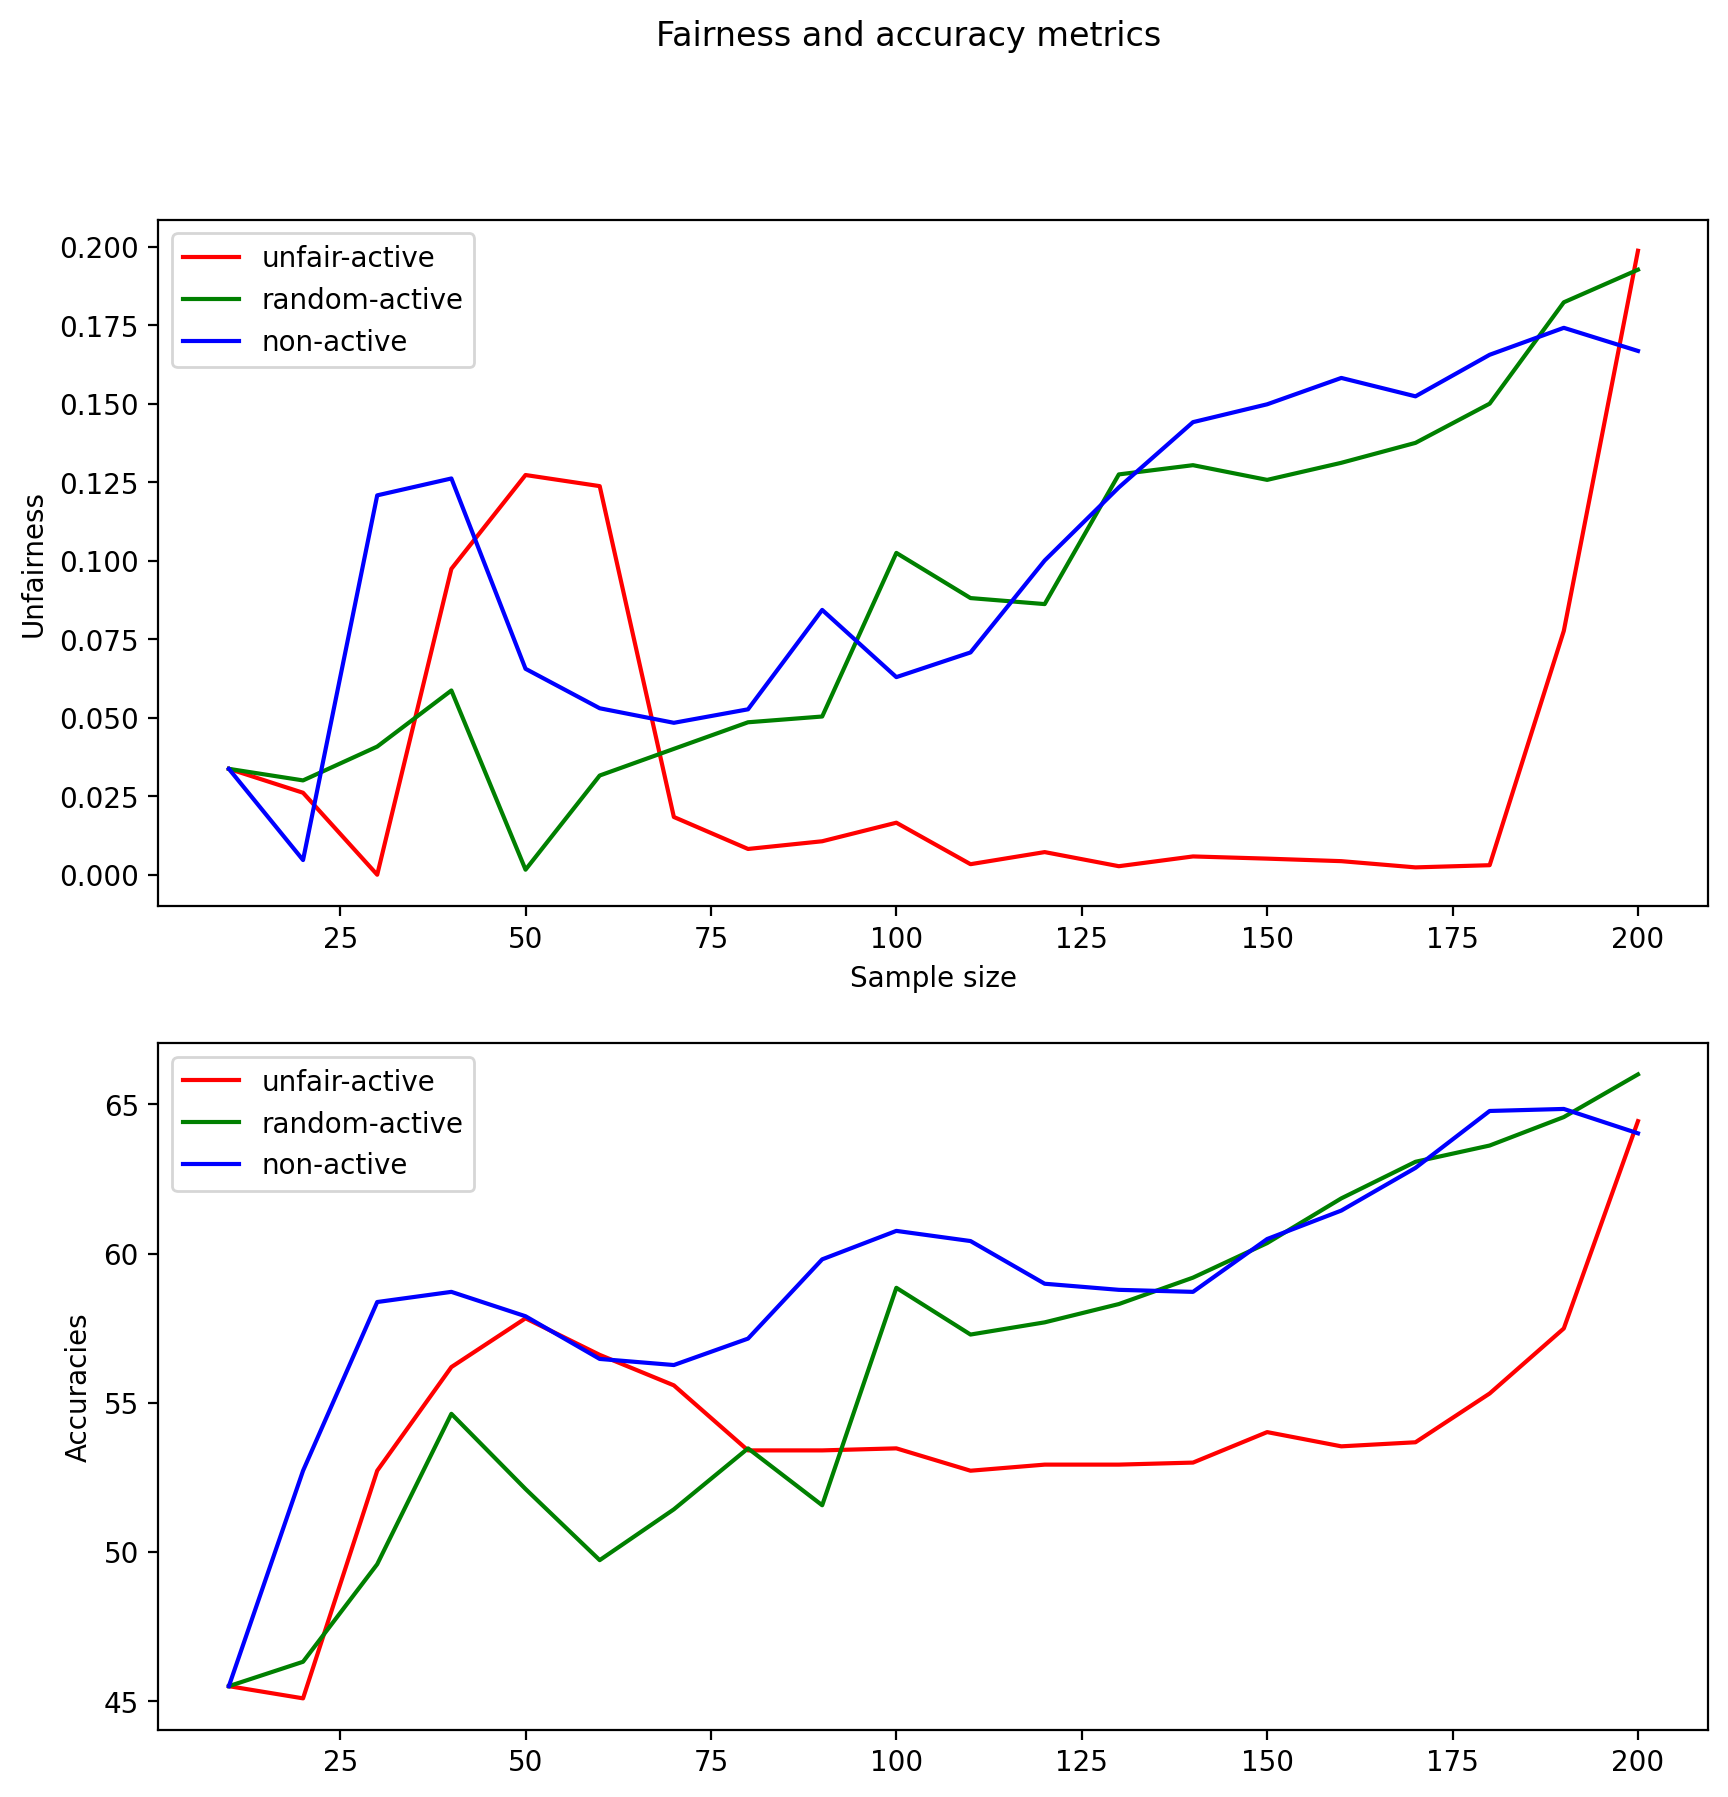 Fairness and accuracy metrics
unfair-active
random-active
non-active
0.200
0.175
0.150
0.125
0.100
0.075
0.050
0.025
0.000
Unfairness
25 50 75 100 125 150 175 200
Sample size
unfair-active
random-active
non-active
65
60
55
50
45
Accuracies
25 50 75 100 125 150 175 200